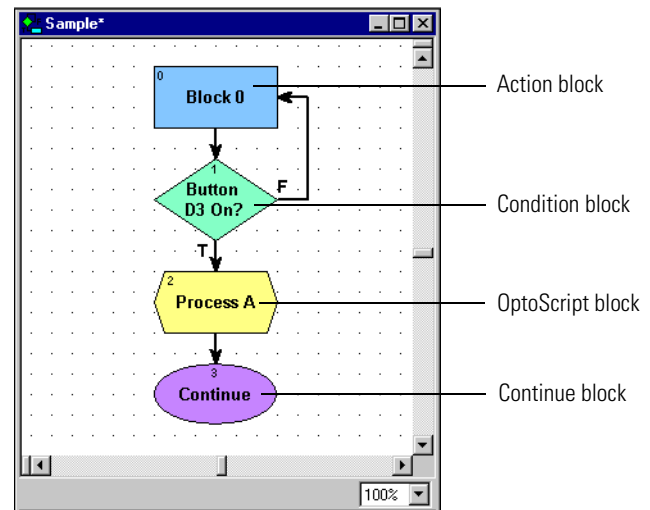 Sample*
0
Block 0
Action block
1
Button
D3 On?
F
Condition block
T
2
Process A
OptoScript block
3
Continue
Continue block
100%